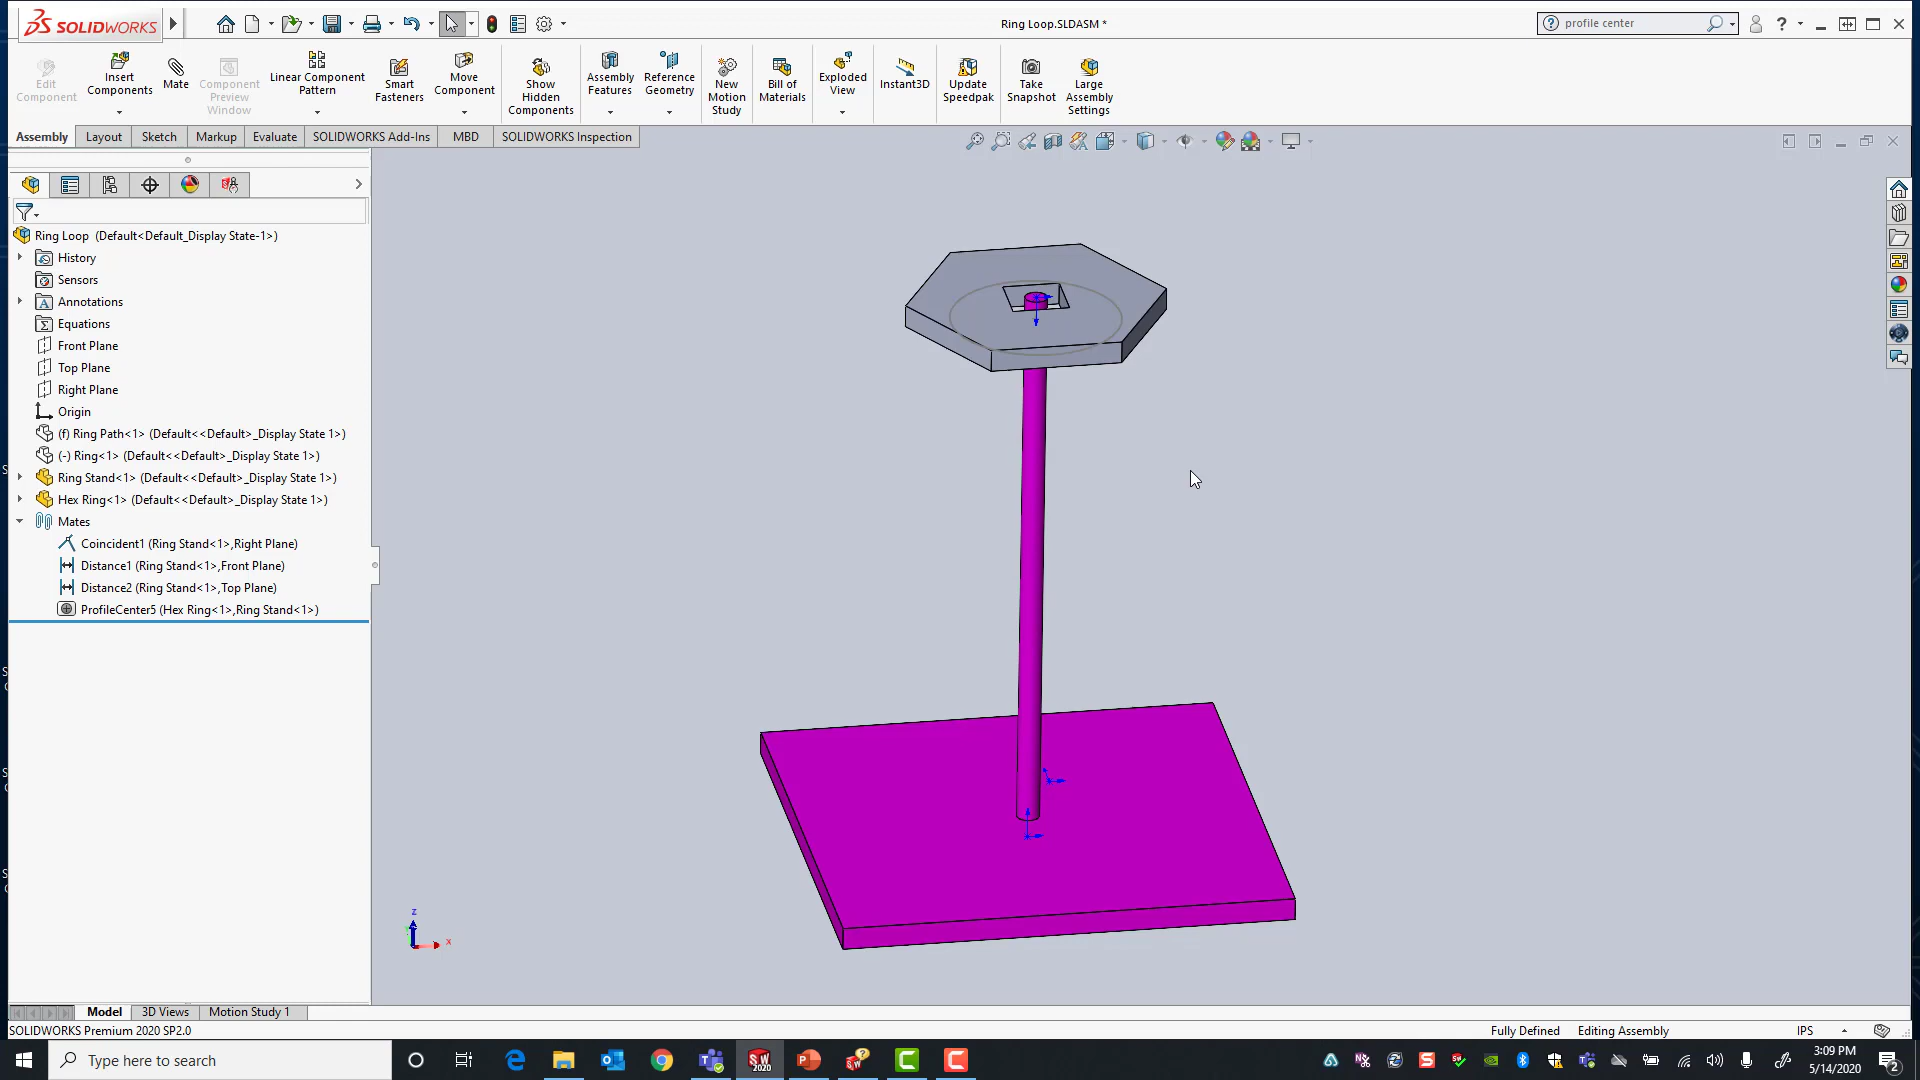 SOLIDWORKS
Ring Loop.SLDASM *
profile center
Edit Component
Insert Components
Mate
Component Preview Window
Linear Component Pattern
Smart Fasteners
Move Component
Show Hidden Components
Assembly Features
Reference Geometry
New Motion Study
Bill of Materials
Exploded View
Instant3D
Update Speedpak
Take Snapshot
Large Assembly Settings
Assembly
Layout
Sketch
Markup
Evaluate
SOLIDWORKS Add-Ins
MBD
SOLIDWORKS Inspection
Ring Loop (Default<Default_Display State-1>)
History
Sensors
Annotations
Equations
Front Plane
Top Plane
Right Plane
Origin
(f) Ring Path<1> (Default<<Default>_Display State 1>)
(-) Ring<1> (Default<<Default>_Display State 1>)
Ring Stand<1> (Default<<Default>_Display State 1>)
Hex Ring<1> (Default<<Default>_Display State 1>)
Mates
Coincident1 (Ring Stand<1>,Right Plane)
Distance1 (Ring Stand<1>,Front Plane)
Distance2 (Ring Stand<1>,Top Plane)
ProfileCenter5 (Hex Ring<1>,Ring Stand<1>)
z
x
Model
3D Views
Motion Study 1
SOLIDWORKS Premium 2020 SP2.0
Fully Defined
Editing Assembly
IPS
Type here to search
3:09 PM
5/14/2020
2